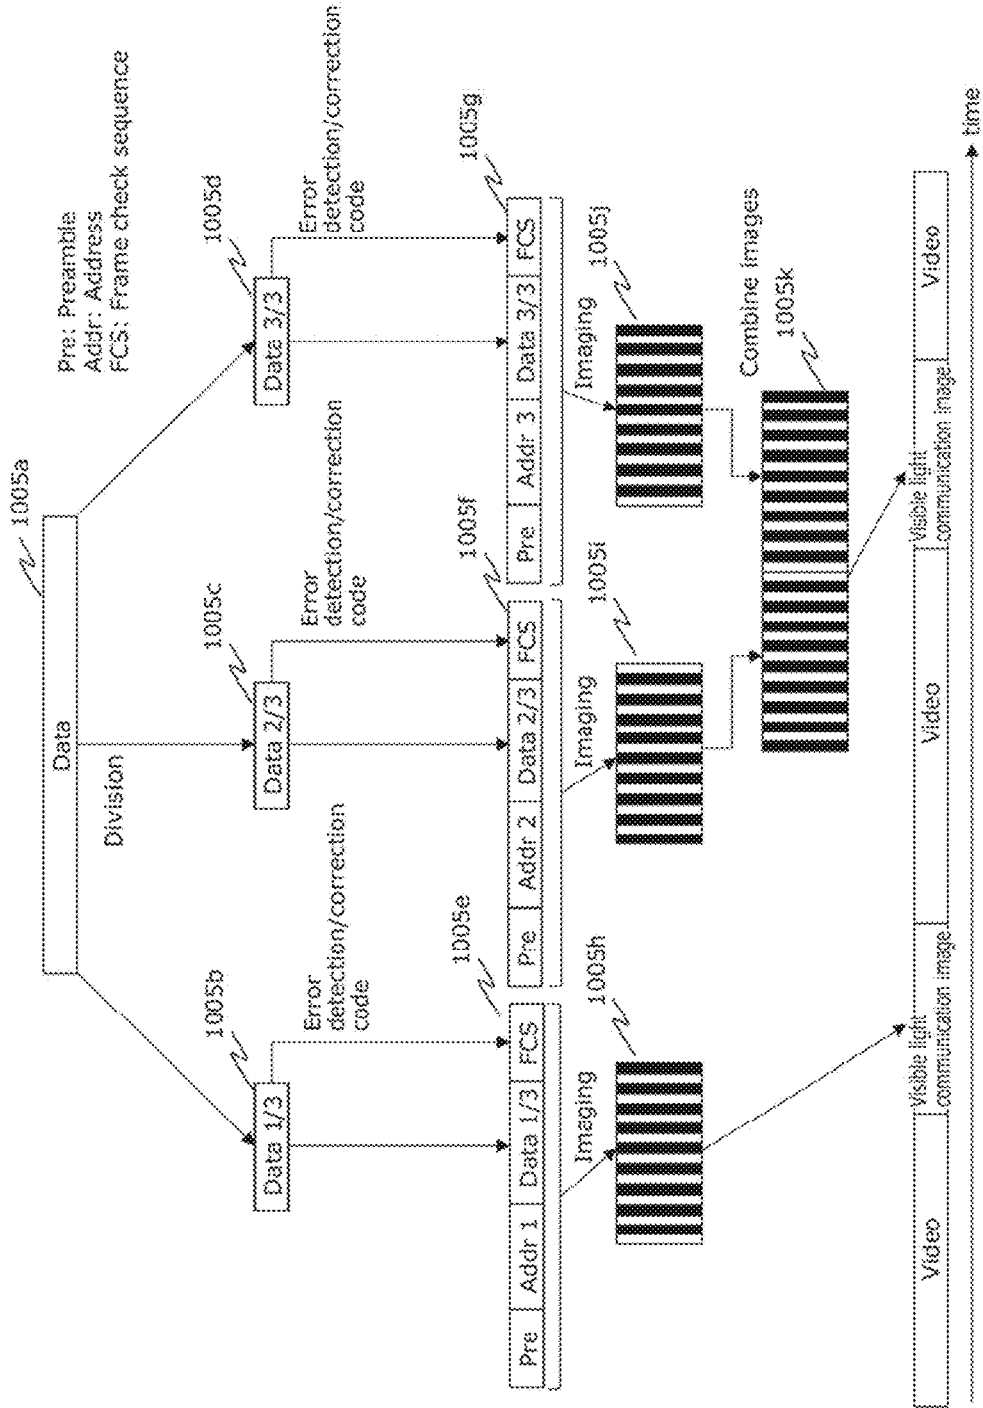 Pre: Preamble
Addr: Address
FCS: Frame check sequence
1005a
Data
Division
1005b
1005c
1005d
Data 1/3
Data 2/3
Data 3/3
Error
detection/correction
code
Error
detection/correction
code
Error
detection/correction
code
1005e
1005f
1005g
Pre Addr 1 Data 1/3 FCS
Pre Addr 2 Data 2/3 FCS
Pre Addr 3 Data 3/3 FCS
Imaging
Imaging
Imaging
1005h
1005i
1005j
Combine images
1005k
Video
Visible light
communication image
Video
Visible light
communication image
Video
time